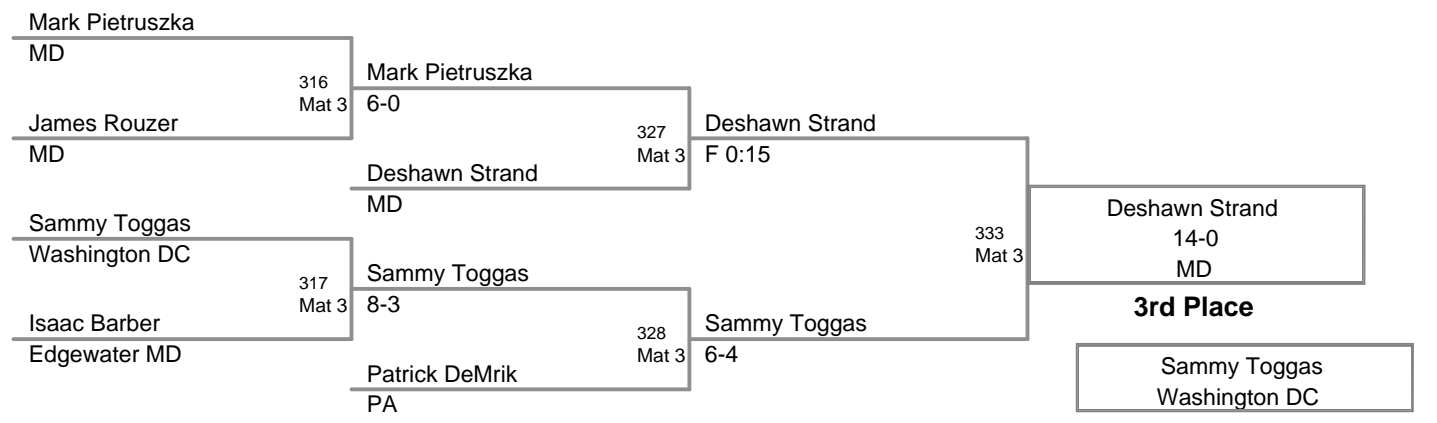 Mark Pietruszka
MD
316
Mat 3
James Rouzer
MD
Mark Pietruszka
6-0
327
Mat 3
Deshawn Strand
MD
Deshawn Strand
F 0:15
Sammy Toggas
Washington DC
317
Mat 3
Isaac Barber
Edgewater MD
Sammy Toggas
8-3
328
Mat 3
Patrick DeMrik
PA
Sammy Toggas
6-4
333
Mat 3
Deshawn Strand
14-0
MD
3rd Place
Sammy Toggas
Washington DC